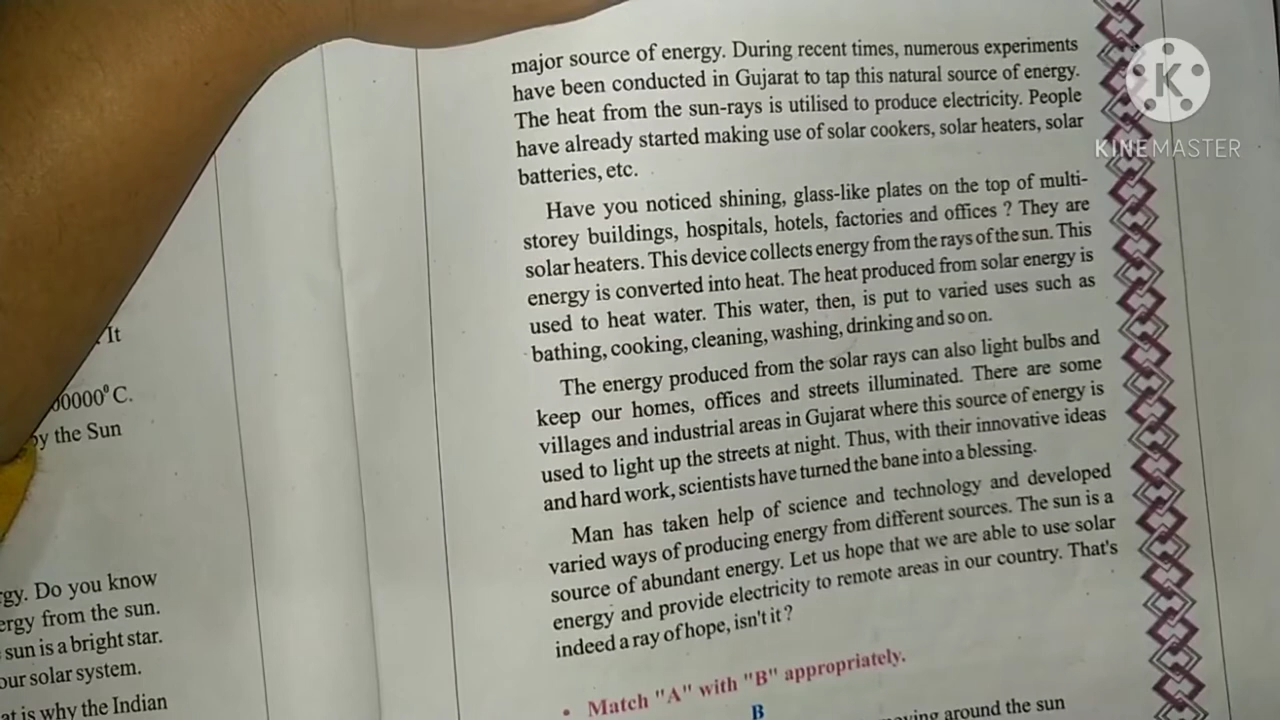 It
00000⁰ C.
by the Sun
gy. Do you know
ergy from the sun.
sun is a bright star.
our solar system.
at is why the Indian
major source of energy. During recent times, numerous experiments
have been conducted in Gujarat to tap this natural source of energy.
The heat from the sun-rays is utilised to produce electricity. People
have already started making use of solar cookers, solar heaters, solar
batteries, etc.
Have you noticed shining, glass-like plates on the top of multi-
storey buildings, hospitals, hotels, factories and offices ? They are
solar heaters. This device collects energy from the rays of the sun. This
energy is converted into heat. The heat produced from solar energy is
used to heat water. This water, then, is put to varied uses such as
bathing, cooking, cleaning, washing, drinking and so on.
The energy produced from the solar rays can also light bulbs and
keep our homes, offices and streets illuminated. There are some
villages and industrial areas in Gujarat where this source of energy is
used to light up the streets at night. Thus, with their innovative ideas
and hard work, scientists have turned the bane into a blessing.
Man has taken help of science and technology and developed
varied ways of producing energy from different sources. The sun is a
source of abundant energy. Let us hope that we are able to use solar
energy and provide electricity to remote areas in our country. That's
indeed a ray of hope, isn't it ?
• Match "A" with "B" appropriately.
B
around the sun
K
KINEMASTER